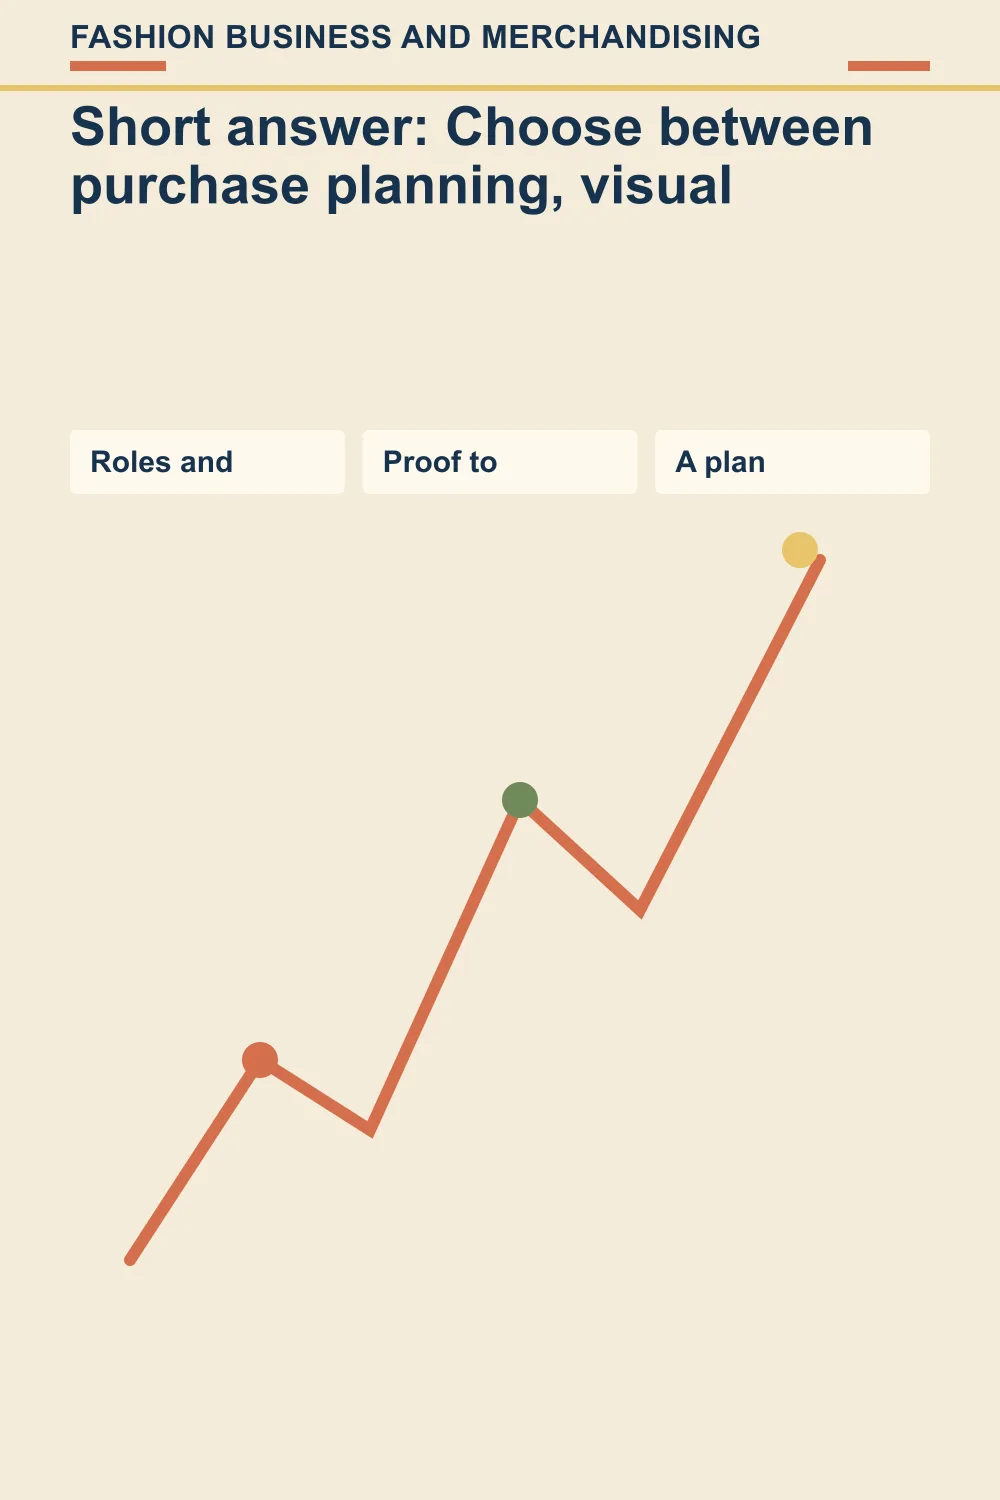 FASHION BUSINESS AND MERCHANDISING
Short answer: Choose between
purchase planning, visual
Roles and
Proof to
A plan